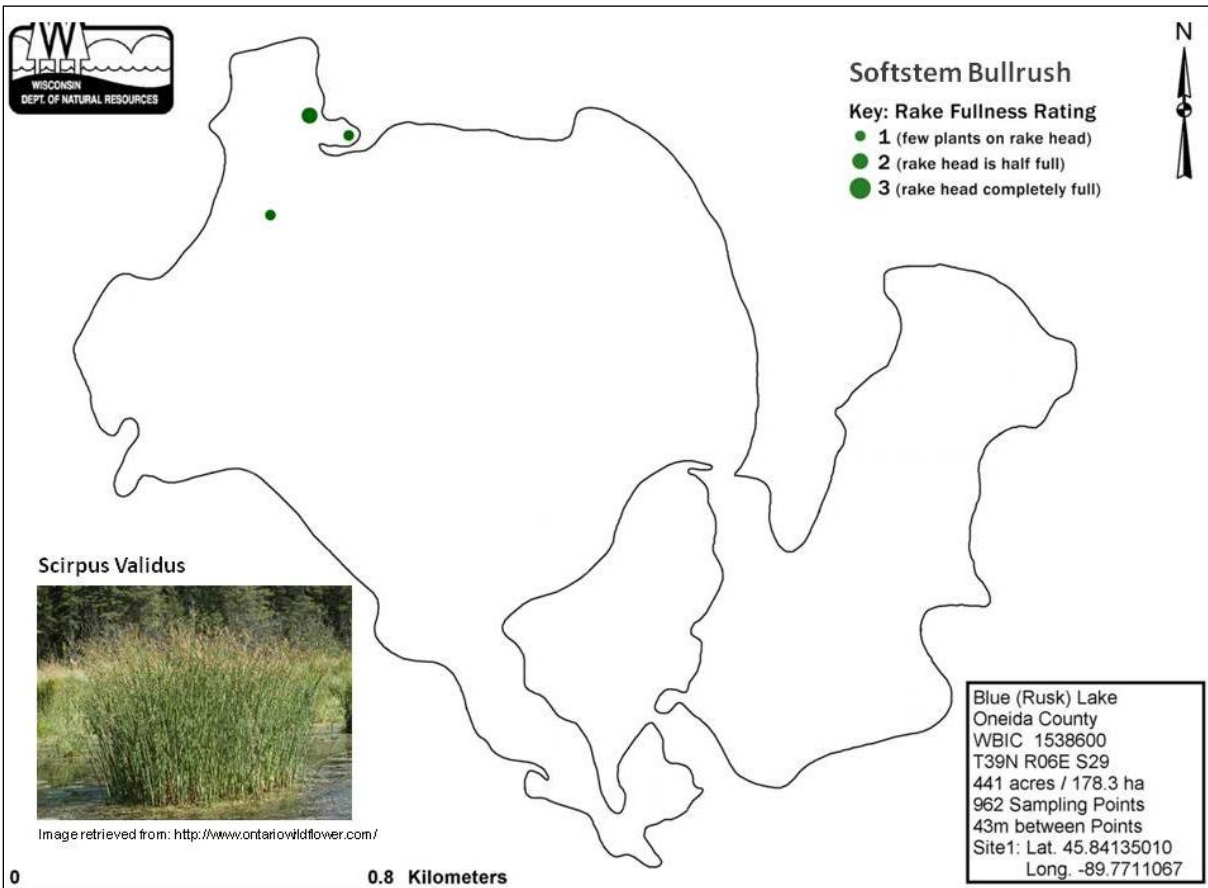 WISCONSIN
DEPT. OF NATURAL RESOURCES
N
Softstem Bullrush
Key: Rake Fullness Rating
1 (few plants on rake head)
2 (rake head is half full)
3 (rake head completely full)
Scirpus Validus
Image retrieved from: http://www.ontariowildflower.com/
0 0.8 Kilometers
Blue (Rusk) Lake
Oneida County
WBIC 1538600
T39N R06E S29
441 acres / 178.3 ha
962 Sampling Points
43m between Points
Site1: Lat. 45.84135010
Long. -89.7711067